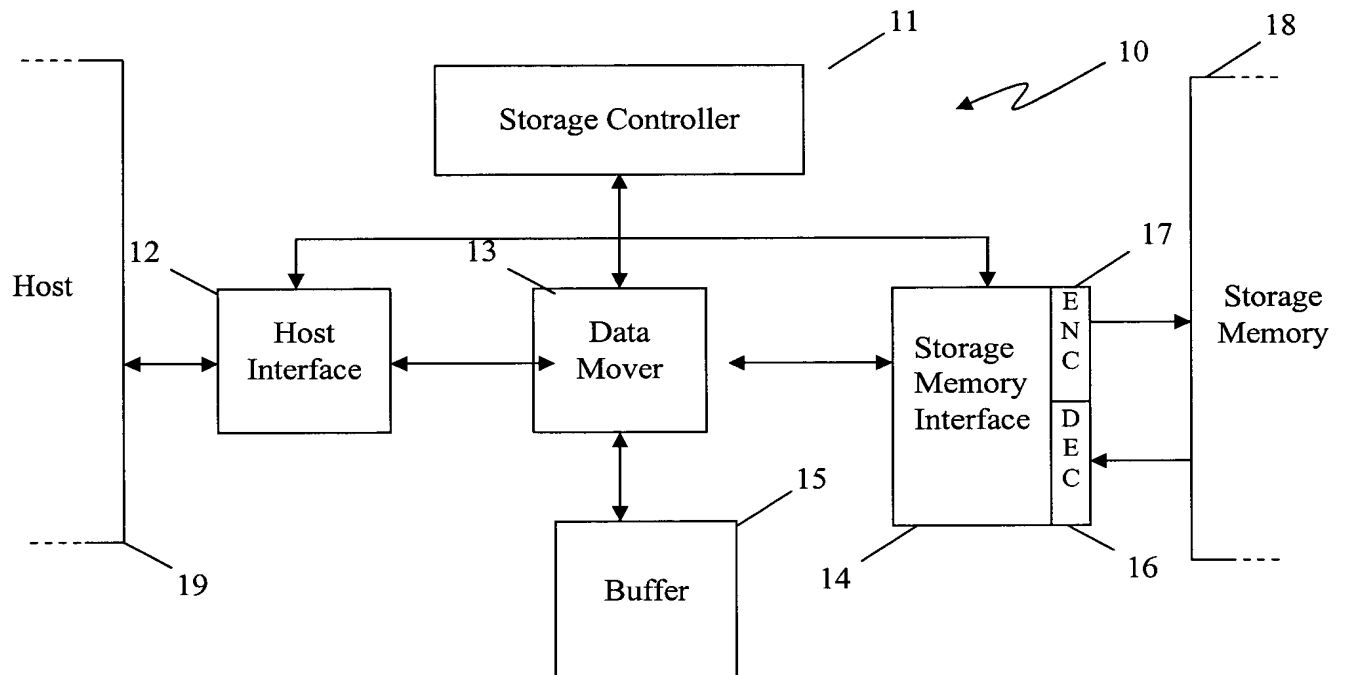 11
18
10
Storage Controller
12
13
17
Host
Host
Interface
Data
Mover
Storage
Memory
Interface
E
N
C
D
E
C
Storage
Memory
15
19
14
16
Buffer